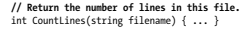 // Return the number of lines in this file.
int CountLines(string filename) { ... }